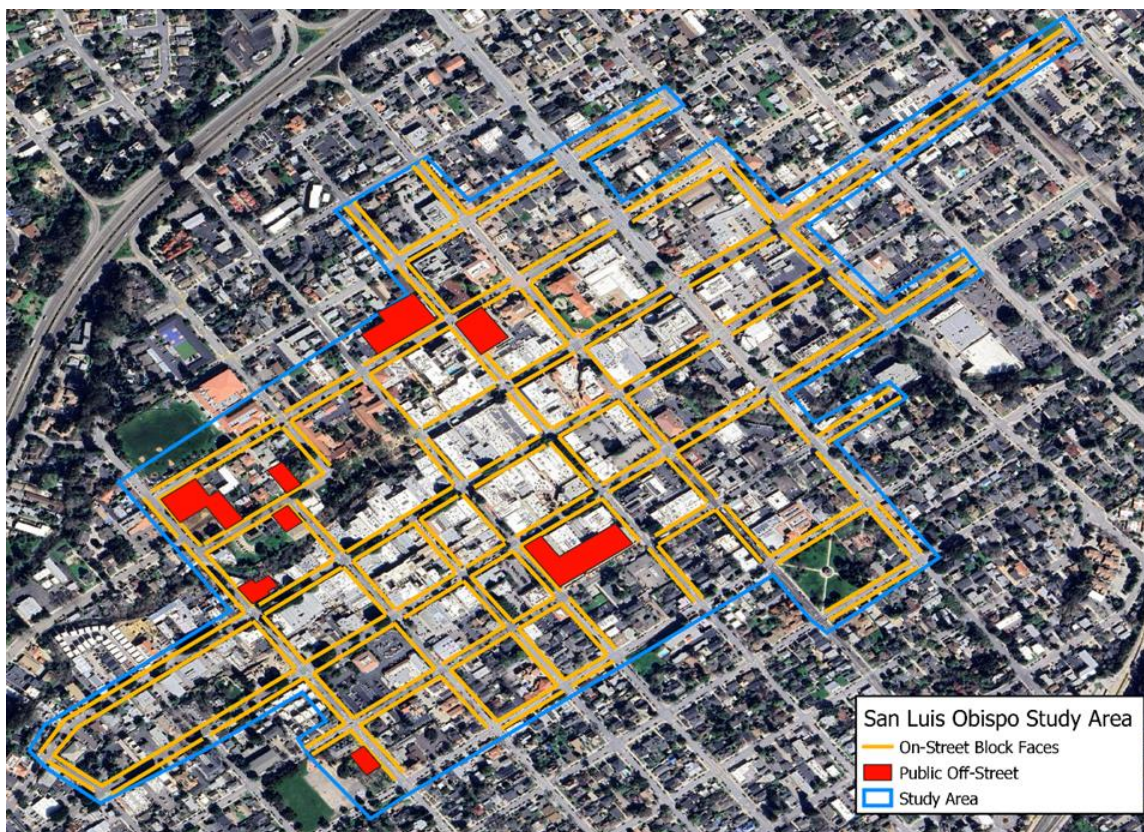 San Luis Obispo Study Area
On-Street Block Faces
Public Off-Street
Study Area